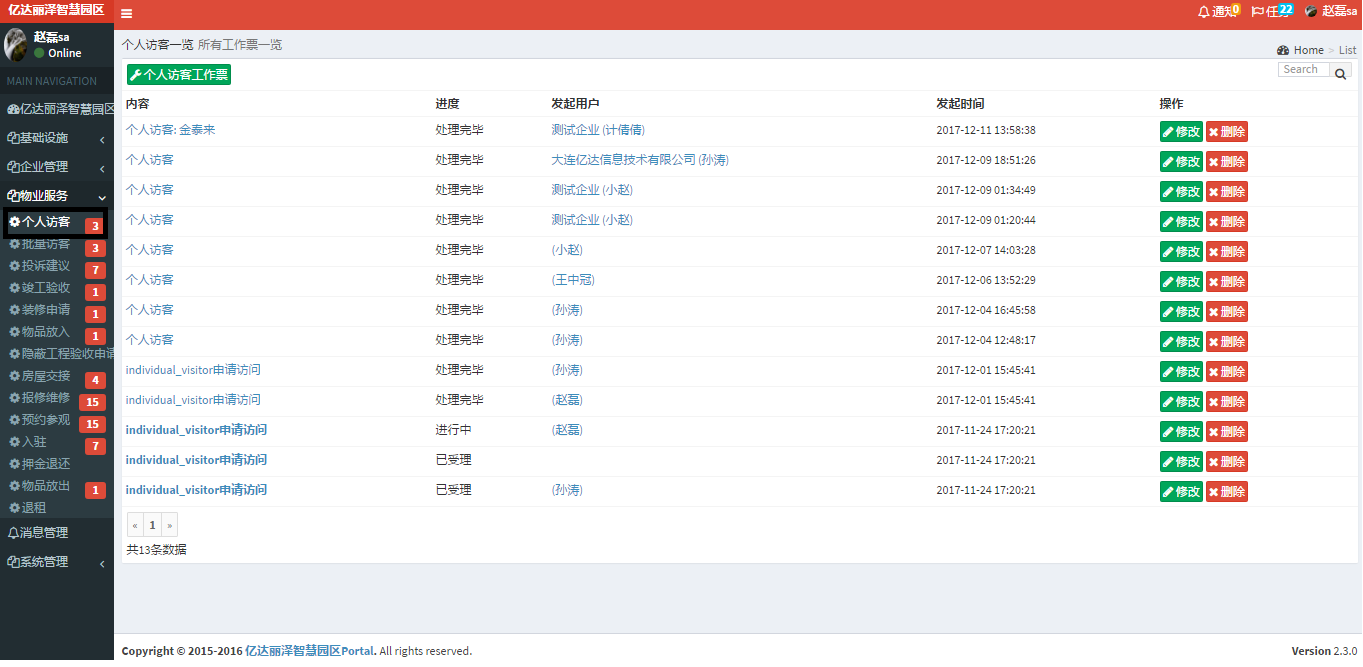 亿达丽泽智慧园区
通知 0 任务 22 赵磊sa
赵磊sa
Online
个人访客一览 所有工作票一览
Home > List
MAIN NAVIGATION
亿达丽泽智慧园区
基础设施
企业管理
物业服务
个人访客 3
批量访客 3
投诉建议 7
竣工验收 1
装修申请 1
物品放入 1
隐蔽工程验收申请
房屋交接 4
报修维修 15
预约参观 15
入驻 7
押金退还
物品放出 1
退租
消息管理
系统管理
个人访客工作票
Search
内容 进度 发起用户 发起时间 操作
个人访客: 金泰来 处理完毕 测试企业 (计倩倩) 2017-12-11 13:58:38 修改 删除
个人访客 处理完毕 大连亿达信息技术有限公司 (孙涛) 2017-12-09 18:51:26 修改 删除
个人访客 处理完毕 测试企业 (小赵) 2017-12-09 01:34:49 修改 删除
个人访客 处理完毕 测试企业 (小赵) 2017-12-09 01:20:44 修改 删除
个人访客 处理完毕 (小赵) 2017-12-07 14:03:28 修改 删除
个人访客 处理完毕 (王中冠) 2017-12-06 13:52:29 修改 删除
个人访客 处理完毕 (孙涛) 2017-12-04 16:45:58 修改 删除
个人访客 处理完毕 (孙涛) 2017-12-04 12:48:17 修改 删除
individual_visitor申请访问 处理完毕 (孙涛) 2017-12-01 15:45:41 修改 删除
individual_visitor申请访问 处理完毕 (赵磊) 2017-12-01 15:45:41 修改 删除
individual_visitor申请访问 进行中 (赵磊) 2017-11-24 17:20:21 修改 删除
individual_visitor申请访问 已受理 2017-11-24 17:20:21 修改 删除
individual_visitor申请访问 已受理 (孙涛) 2017-11-24 17:20:21 修改 删除
« 1 »
共13条数据
Copyright © 2015-2016 亿达丽泽智慧园区Portal. All rights reserved.
Version 2.3.0